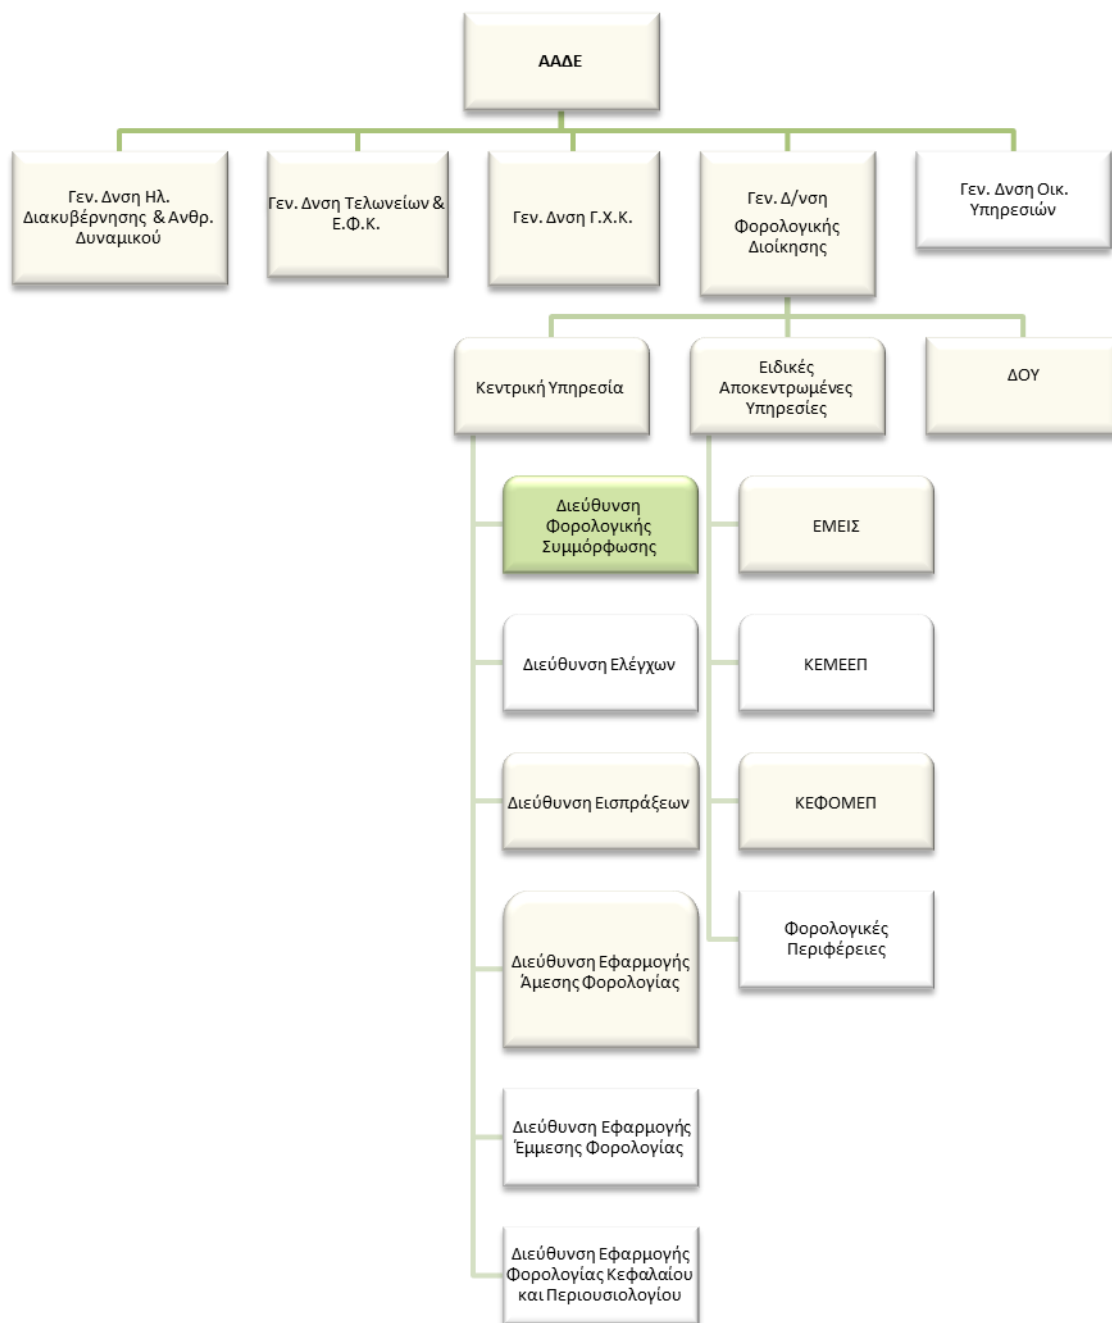 ΑΑΔΕ
Γεν. Δνση Ηλ.
Διακυβέρνησης & Ανθρ.
Δυναμικού
Γεν. Δνση Τελωνείων &
Ε.Φ.Κ.
Γεν. Δνση Γ.Χ.Κ.
Γεν. Δ/νση
Φορολογικής
Διοίκησης
Γεν. Δνση Οικ.
Υπηρεσιών
Κεντρική Υπηρεσία
Ειδικές
Αποκεντρωμένες
Υπηρεσίες
ΔΟΥ
Διεύθυνση
Φορολογικής
Συμμόρφωσης
Διεύθυνση Ελέγχων
Διεύθυνση Εισπράξεων
Διεύθυνση Εφαρμογής
Άμεσης Φορολογίας
Διεύθυνση Εφαρμογής
Έμμεσης Φορολογίας
Διεύθυνση Εφαρμογής
Φορολογίας Κεφαλαίου
και Περιουσιολογίου
ΕΜΕΙΣ
ΚΕΜΕΕΠ
ΚΕΦΟΜΕΠ
Φορολογικές
Περιφέρειες